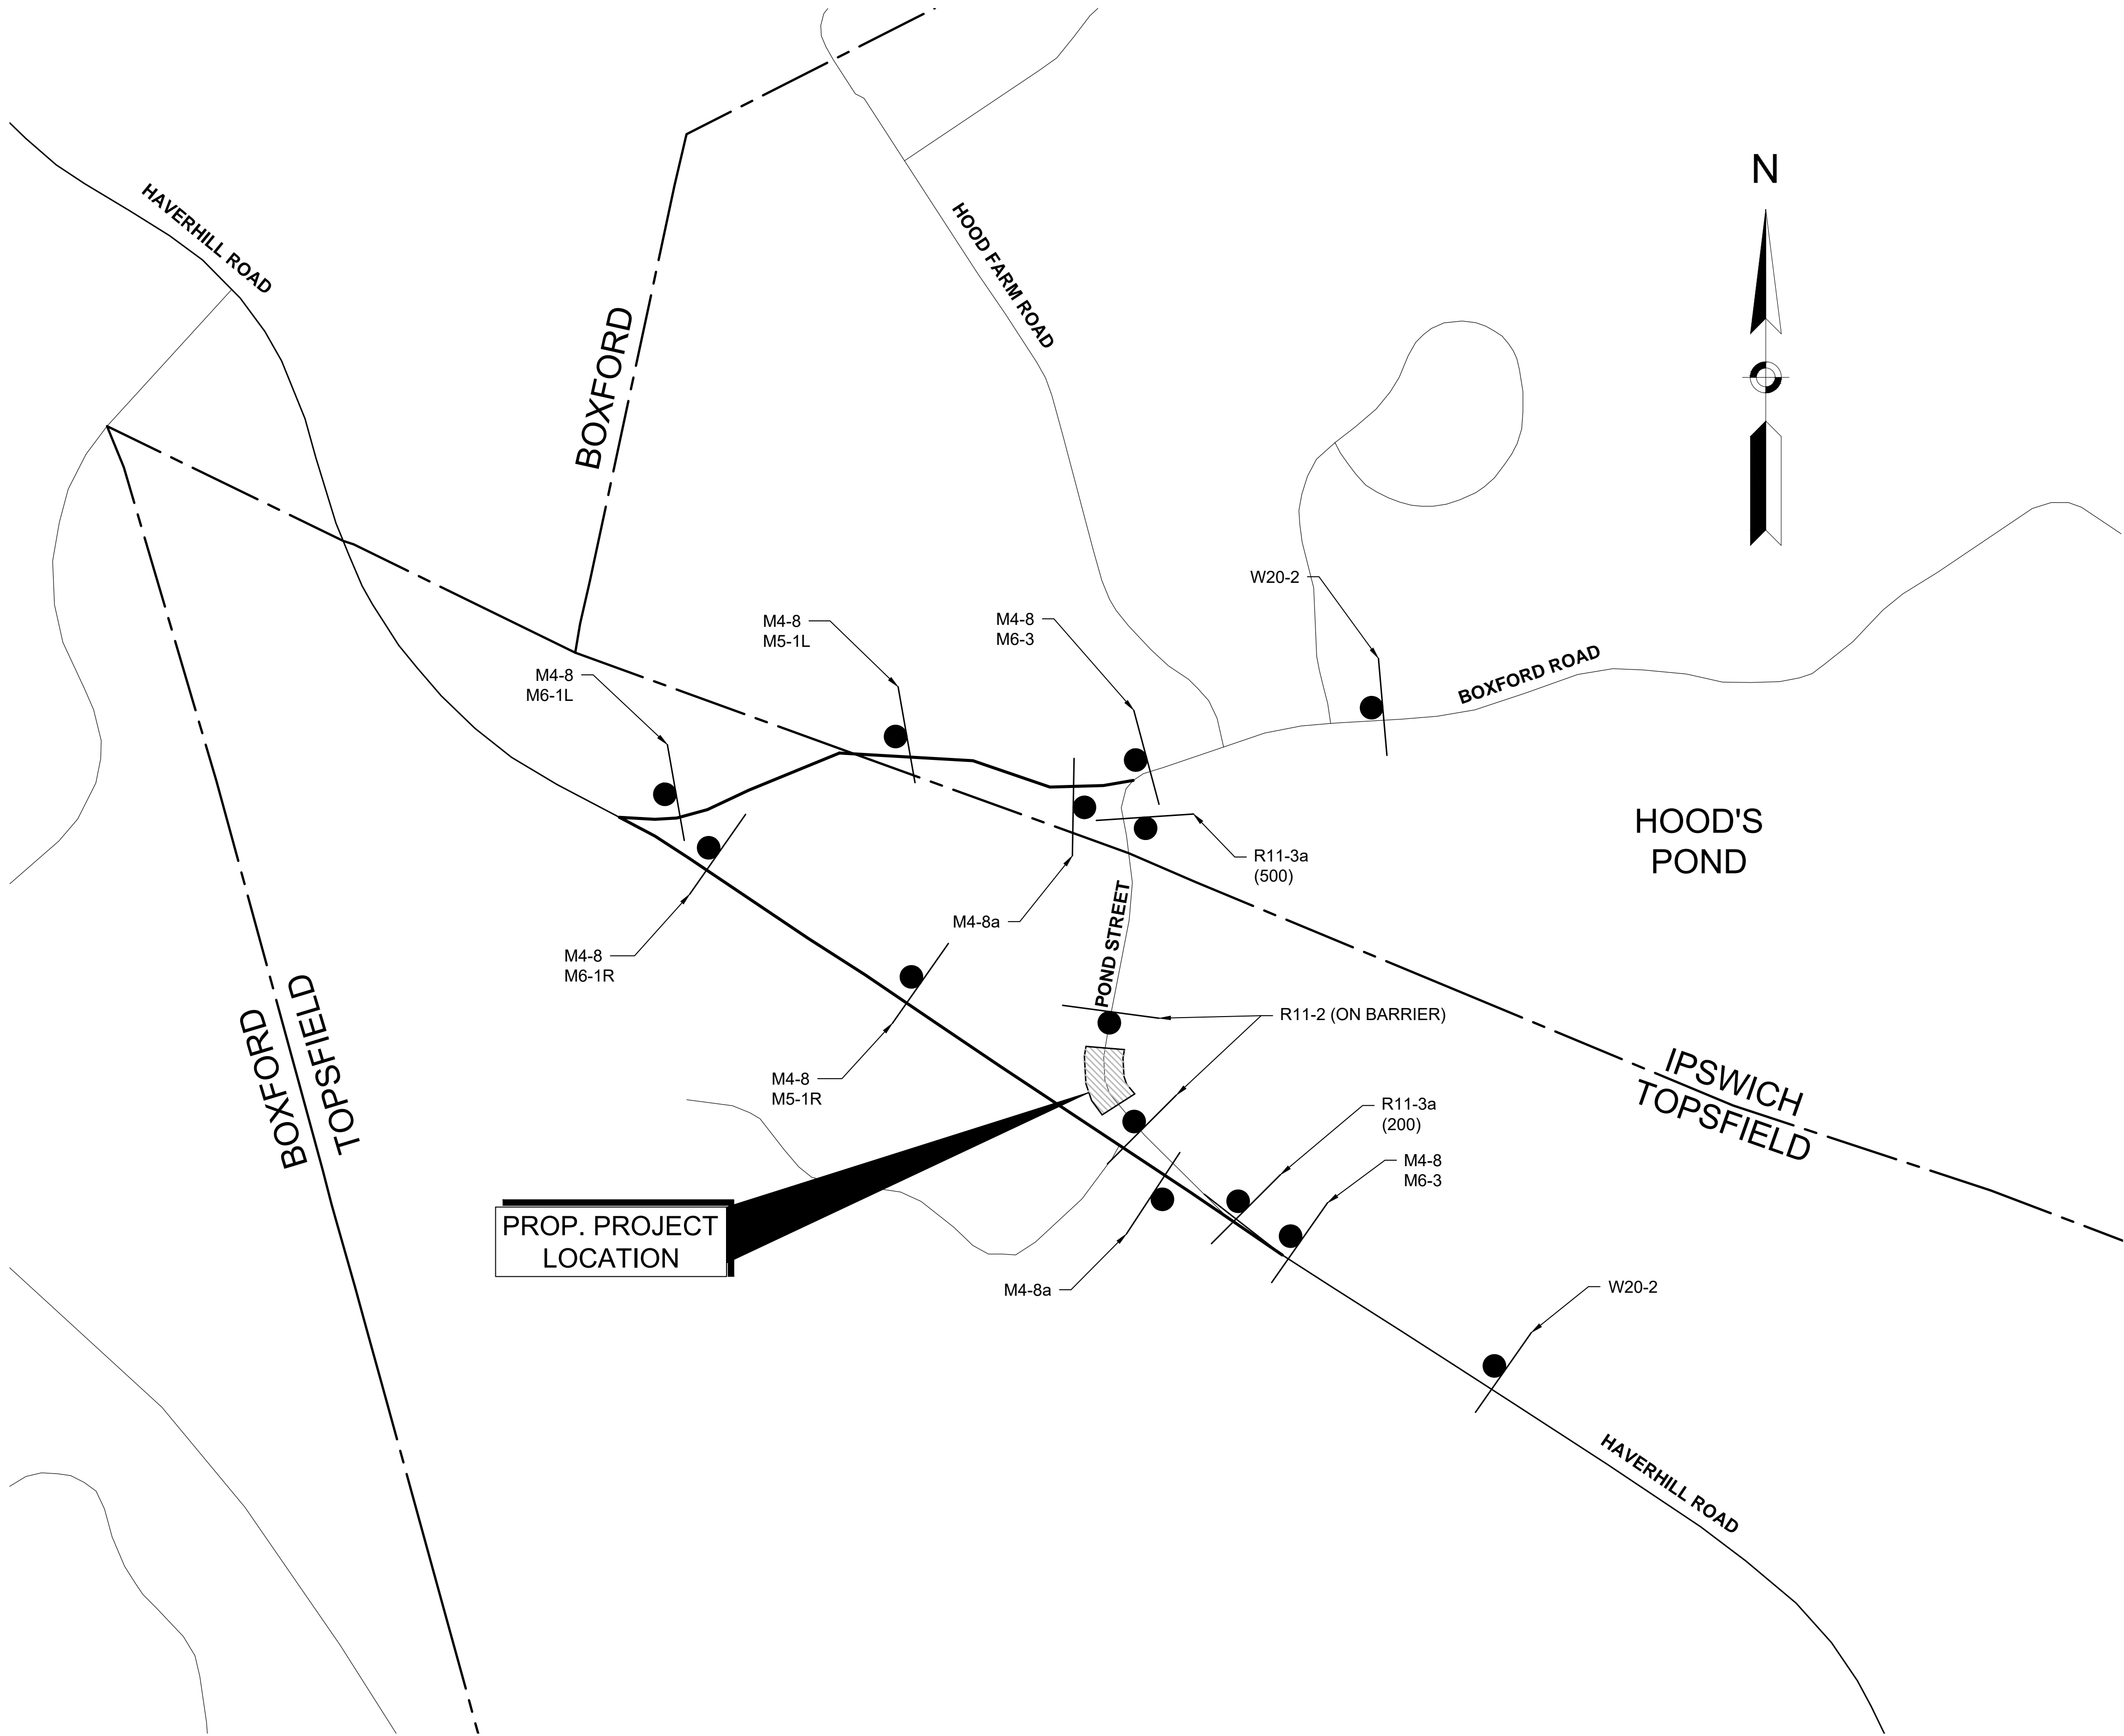 N
HAVERHILL ROAD
HOOD FARM ROAD
BOXFORD
W20-2
M4-8
M5-1L
M4-8
M6-3
BOXFORD ROAD
M4-8
M6-1L
HOOD'S
POND
R11-3a
(500)
M4-8a
POND STREET
M4-8
M6-1R
R11-2 (ON BARRIER)
BOXFORD
TOPSFIELD
IPSWICH
TOPSFIELD
M4-8
M5-1R
R11-3a
(200)
M4-8
M6-3
PROP. PROJECT
LOCATION
M4-8a
W20-2
HAVERHILL ROAD